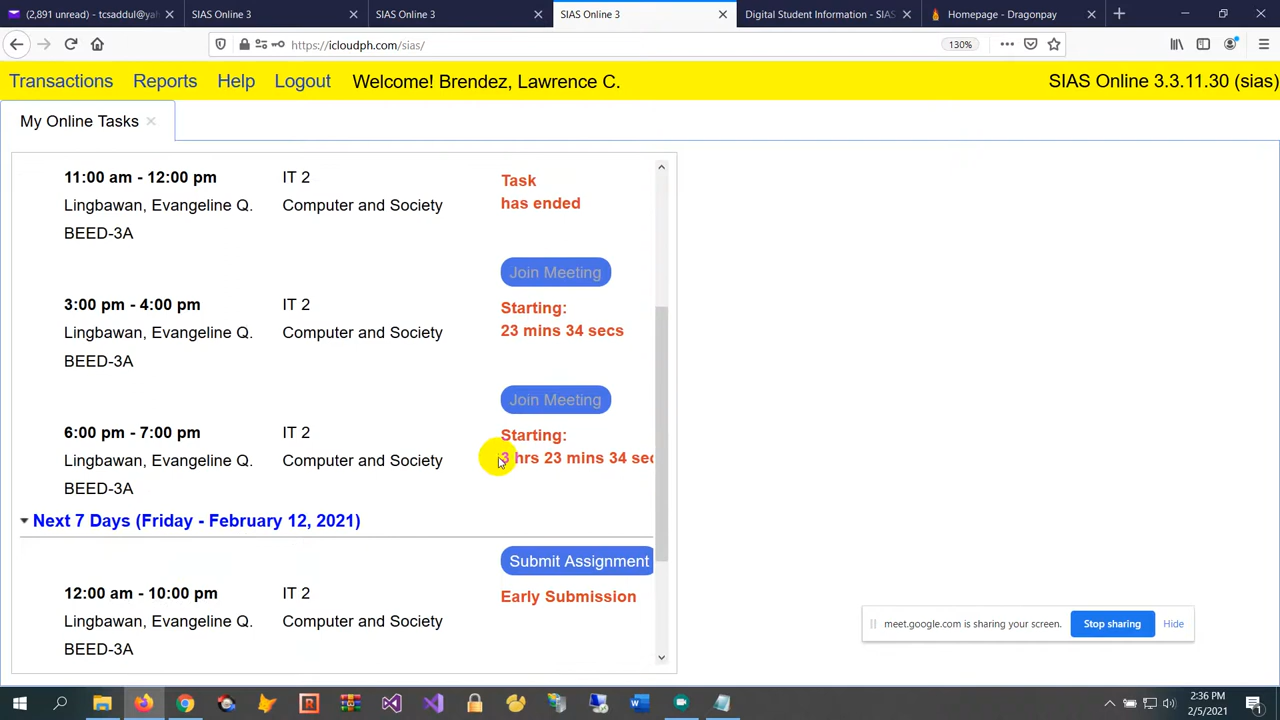 (2,891 unread) - tcsaddul@yah
SIAS Online 3
SIAS Online 3
SIAS Online 3
Digital Student Information - SIAS
Homepage - Dragonpay
https://icloudph.com/sias/
130%
Transactions Reports Help Logout Welcome! Brendez, Lawrence C. SIAS Online 3.3.11.30 (sias)
My Online Tasks
11:00 am - 12:00 pm IT 2 Task
Lingbawan, Evangeline Q. Computer and Society has ended
BEED-3A
Join Meeting
3:00 pm - 4:00 pm IT 2 Starting:
Lingbawan, Evangeline Q. Computer and Society 23 mins 34 secs
BEED-3A
Join Meeting
6:00 pm - 7:00 pm IT 2 Starting:
Lingbawan, Evangeline Q. Computer and Society 3 hrs 23 mins 34 sec
BEED-3A
Next 7 Days (Friday - February 12, 2021)
Submit Assignment
12:00 am - 10:00 pm IT 2 Early Submission
Lingbawan, Evangeline Q. Computer and Society
BEED-3A
meet.google.com is sharing your screen. Stop sharing Hide
2:36 PM
2/5/2021